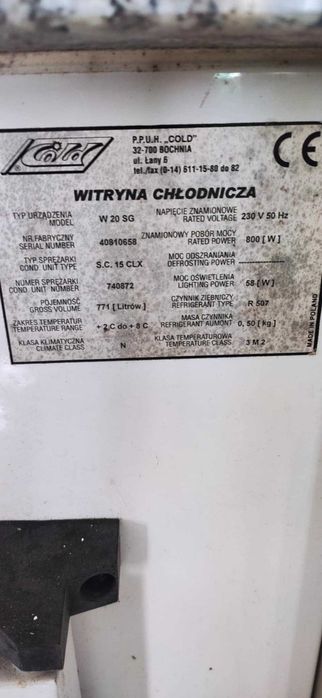 Cold
P.P.U.H. „COLD”
32-700 BOCHNIA
ul. Łany 6
tel./fax (0-14) 611-15-80 do 82
CE
WITRYNA CHŁODNICZA
TYP URZĄDZENIA
MODEL
W 20 SG
NAPIĘCIE ZNAMIONOWE
RATED VOLTAGE
230 V 50 Hz
NR.FABRYCZNY
SERIAL NUMBER
40810658
ZNAMIONOWY POBÓR MOCY
RATED POWER
800 [ W ]
TYP SPRĘŻARKI
COND. UNIT TYPE
S.C. 15 CLX
MOC ODSZRANIANIA
DEFROSTING POWER
----------------
NUMER SPRĘŻARKI
COND. UNIT NUMBER
740872
MOC OŚWIETLENIA
LIGHTING POWER
58 [ W ]
POJEMNOŚĆ
GROSS VOLUME
771 [ Litrów ]
CZYNNIK ZIĘBNICZY
REFRIGERANT TYPE
R 507
ZAKRES TEMPERATUR
TEMPERATURE RANGE
+ 2 C do + 8 C
MASA CZYNNIKA
REFRIGERANT AUMONT
0, 50 [ kg ]
KLASA KLIMATYCZNA
CLIMATE CLASS
N
KLASA TEMPERATUROWA
TEMPERATURE CLASS
3 M 2
MADE IN POLAND